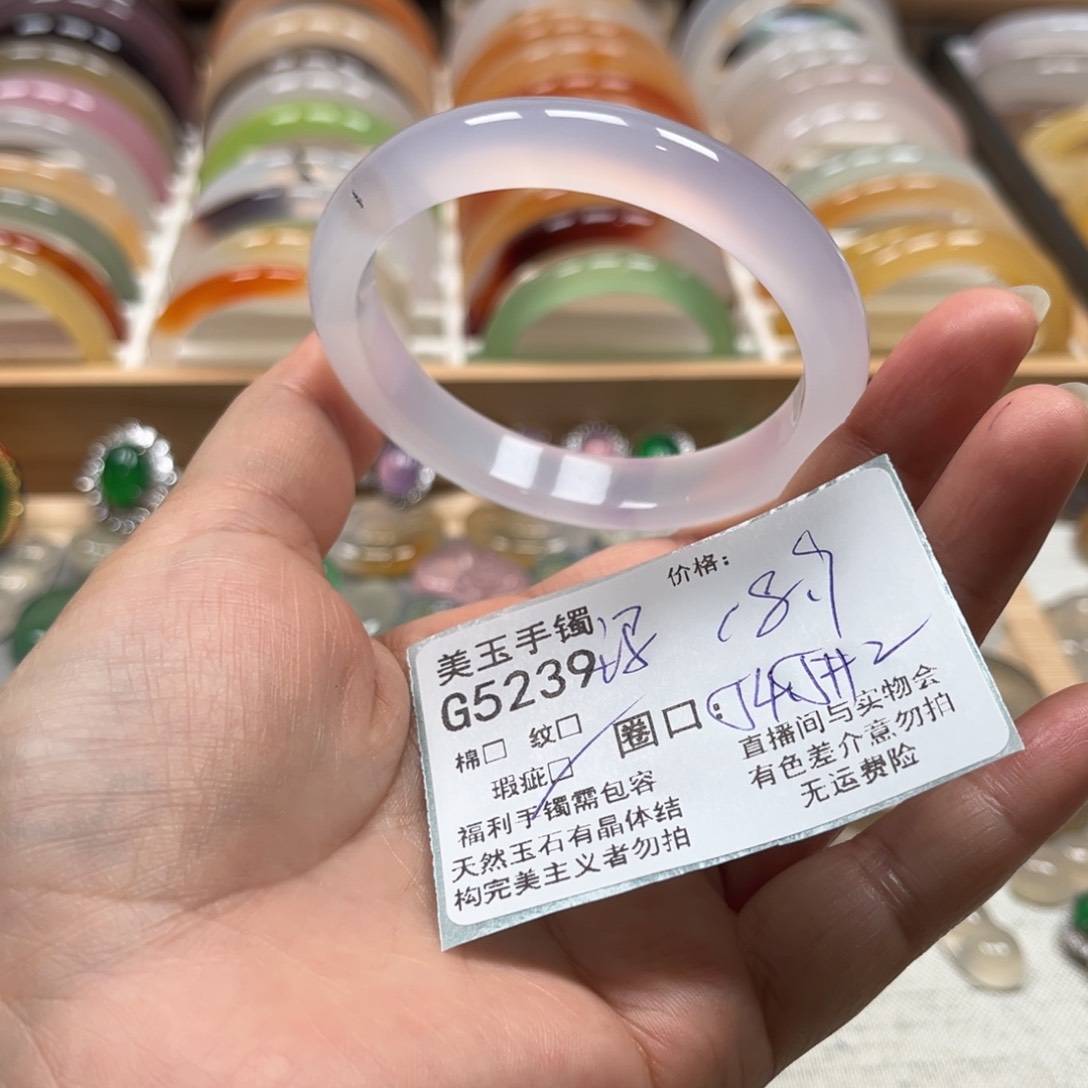 价格:
美玉手镯
G5239
棉□ 纹□
圈口:
瑕疵□
福利手镯需包容
天然玉石有晶体结
构完美主义者勿拍
直播间与实物会
有色差介意勿拍
无运费险